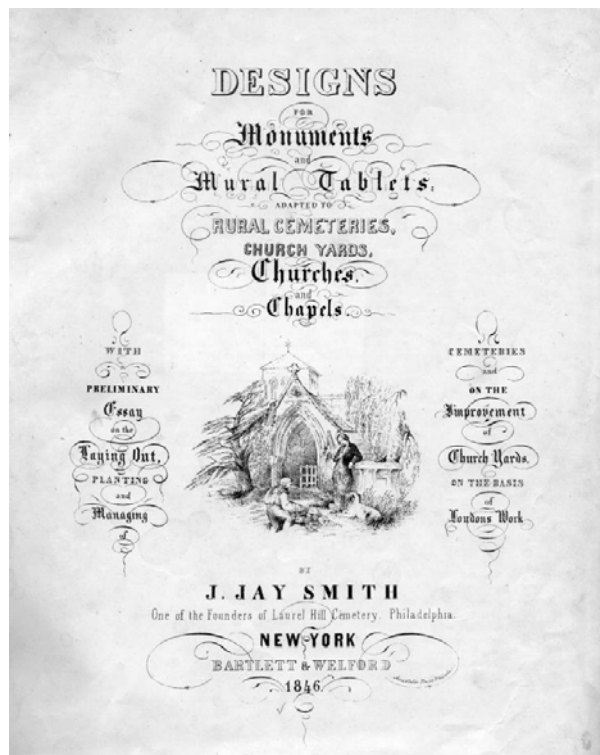 DESIGNS
FOR
Monuments
and
Mural Tablets,
ADAPTED TO
RURAL CEMETERIES,
CHURCH YARDS,
Churches,
and
Chapels.
WITH
PRELIMINARY
Essay
on the
Laying Out,
PLANTING
and
Managing
of
CEMETERIES
and
ON THE
Improvement
of
Church Yards.
ON THE BASIS
of
Loudons Work
BY
J. JAY SMITH
One of the Founders of Laurel Hill Cemetery, Philadelphia.
NEW-YORK
BARTLETT & WELFORD
1846.